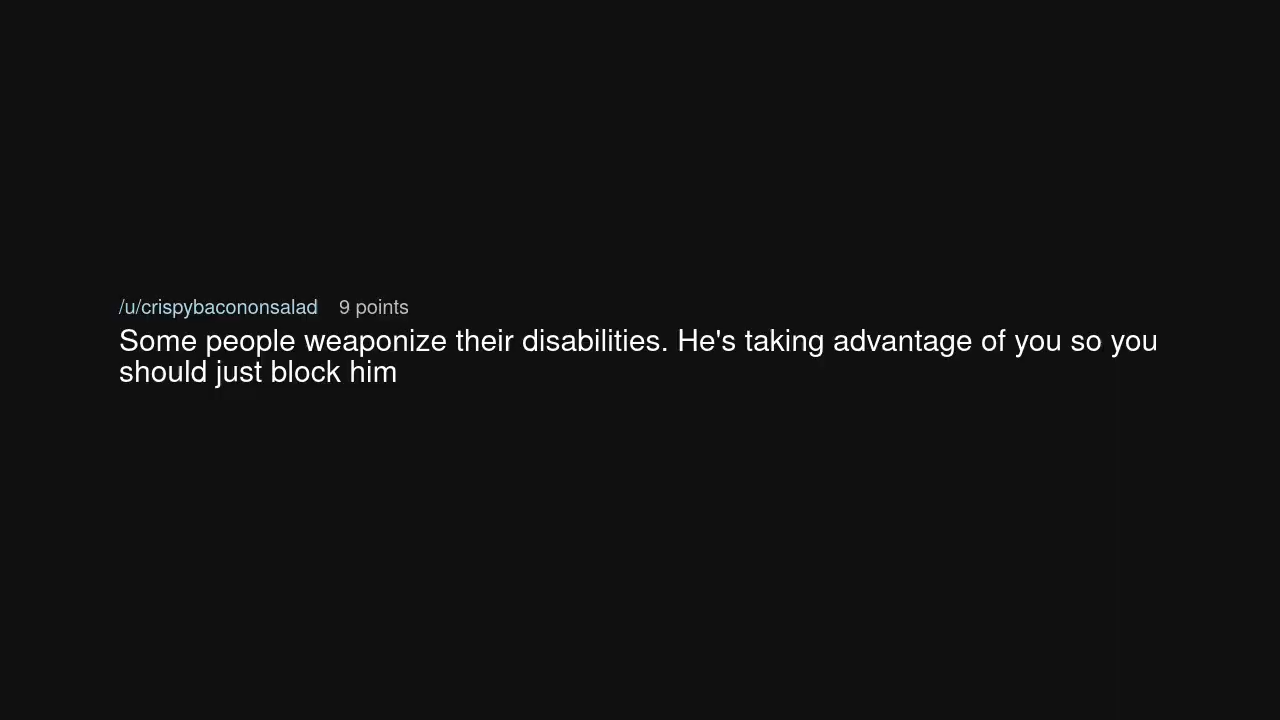 /u/crispybacononsalad 9 points
Some people weaponize their disabilities. He's taking advantage of you so you
should just block him